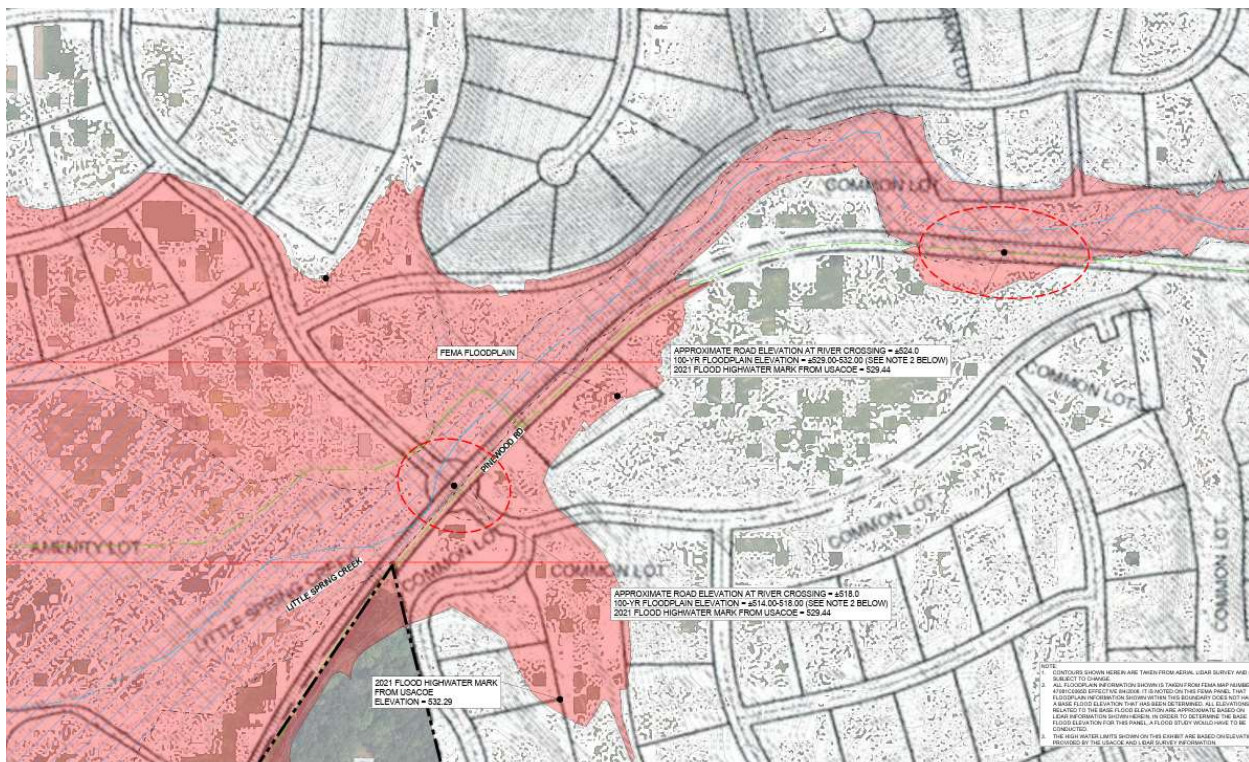 COMMON LOT
COMMON LOT
FEMA FLOODPLAIN
APPROXIMATE ROAD ELEVATION AT RIVER CROSSING = ±524.0
100-YR FLOODPLAIN ELEVATION = ±529.00-532.00 (SEE NOTE 2 BELOW)
2021 FLOOD HIGHWATER MARK FROM USACOE = 529.44
COMMON LOT
PINEWOOD RD
COMMON LOT
AMENITY LOT
LITTLE SPRING CREEK
COMMON LOT
COMMON LOT
COMMON LOT
APPROXIMATE ROAD ELEVATION AT RIVER CROSSING = ±518.0
100-YR FLOODPLAIN ELEVATION = ±514.00-518.00 (SEE NOTE 2 BELOW)
2021 FLOOD HIGHWATER MARK FROM USACOE = 529.44
2021 FLOOD HIGHWATER MARK
FROM USACOE
ELEVATION = 532.29
NOTE:
1. CONTOURS SHOWN HEREIN ARE TAKEN FROM AERIAL LIDAR SURVEY AND
SUBJECT TO CHANGE.
2. ALL FLOODPLAIN INFORMATION SHOWN IS TAKEN FROM FEMA MAP
EFFECTIVE IT IS NOTED ON THIS FEMA PANEL THAT
FLOODPLAIN INFORMATION SHOWN WITHIN THIS BOUNDARY DOES NOT
A BASE FLOOD ELEVATION THAT HAS BEEN DETERMINED. ALL ELEVATIONS
RELATED TO THE BASE FLOOD ELEVATION ARE APPROXIMATE BASED ON
LIDAR INFORMATION SHOWN HEREIN. IN ORDER TO DETERMINE THE BASE
FLOOD ELEVATION FOR THIS PANEL, A FLOOD STUDY WOULD HAVE TO BE
CONDUCTED.
3. THE HIGH WATER LIMITS SHOWN ON THIS EXHIBIT ARE BASED ON
PROVIDED BY THE USACOE AND LIDAR SURVEY INFORMATION.